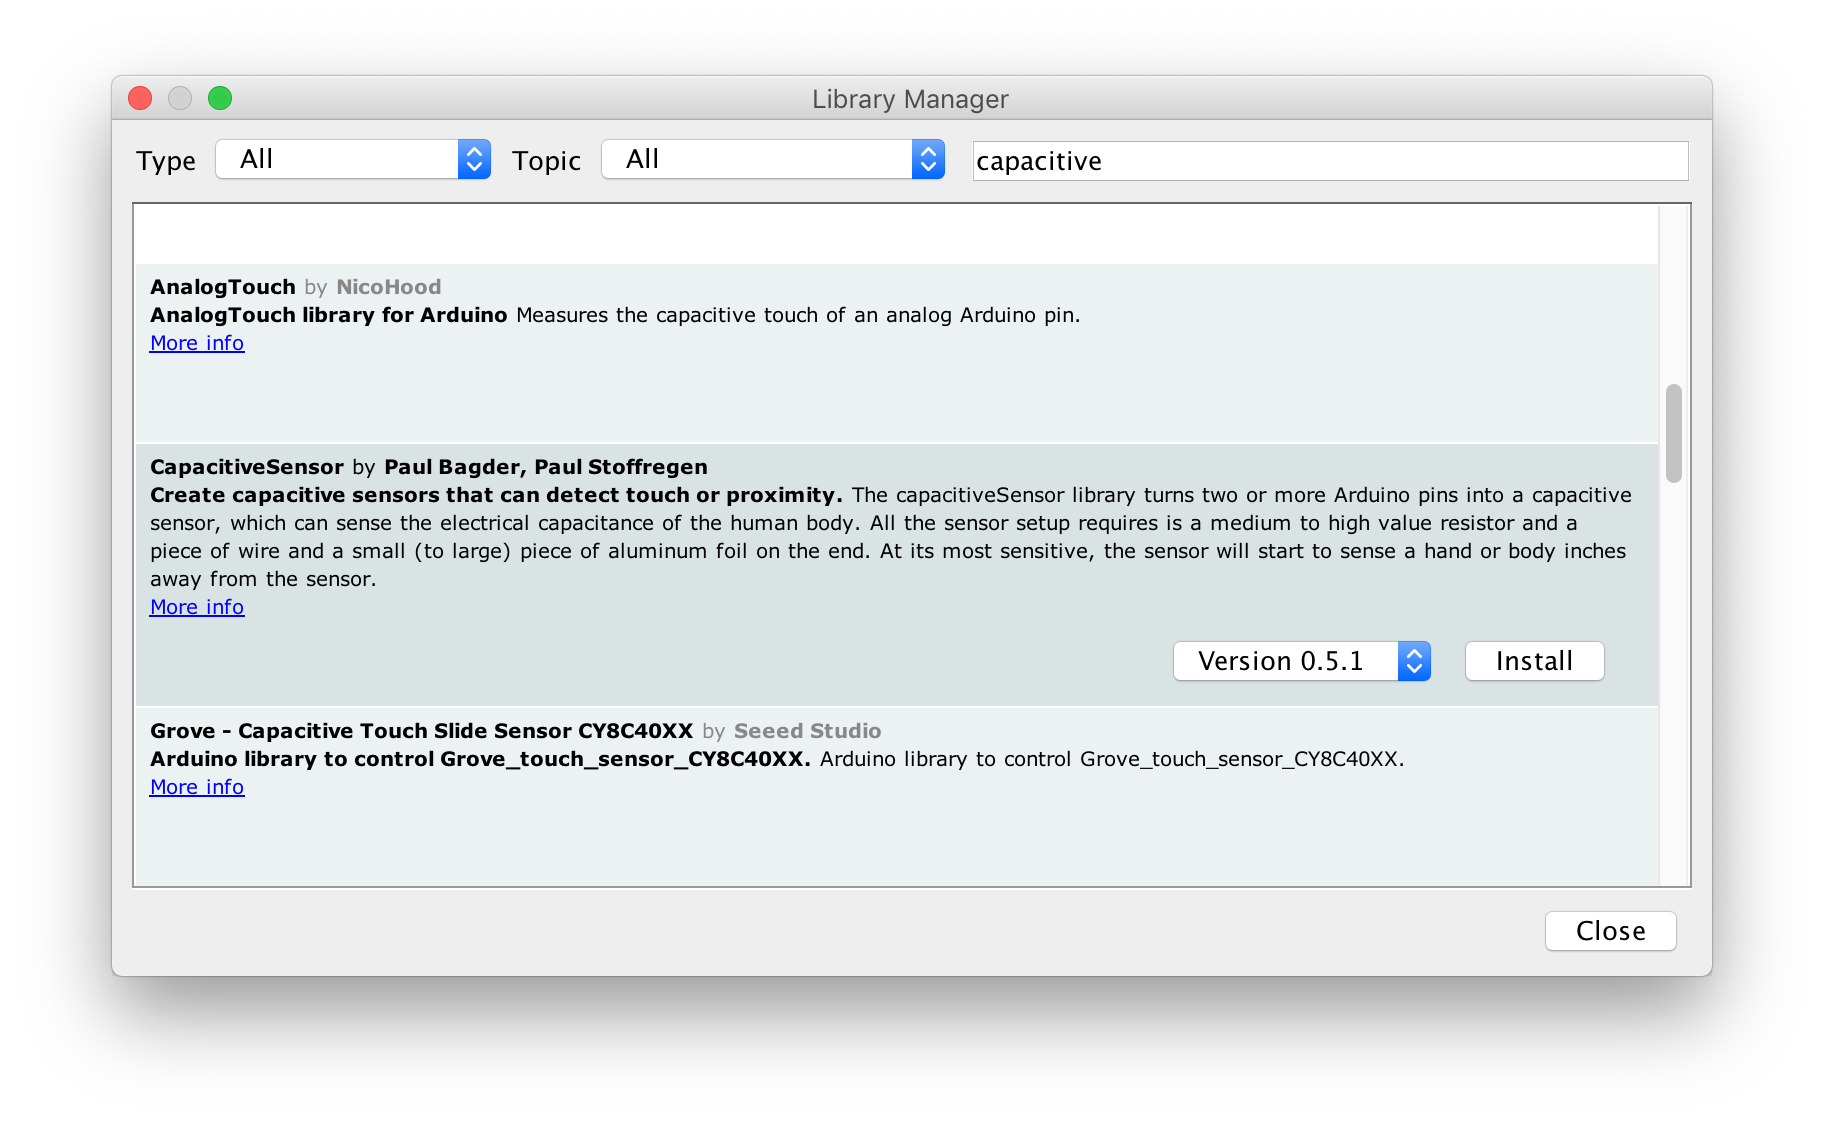 Library Manager
Type All Topic All capacitive
AnalogTouch by NicoHood
AnalogTouch library for Arduino Measures the capacitive touch of an analog Arduino pin.
More info
CapacitiveSensor by Paul Bagder, Paul Stoffregen
Create capacitive sensors that can detect touch or proximity. The capacitiveSensor library turns two or more Arduino pins into a capacitive
sensor, which can sense the electrical capacitance of the human body. All the sensor setup requires is a medium to high value resistor and a
piece of wire and a small (to large) piece of aluminum foil on the end. At its most sensitive, the sensor will start to sense a hand or body inches
away from the sensor.
More info
Version 0.5.1 Install
Grove - Capacitive Touch Slide Sensor CY8C40XX by Seeed Studio
Arduino library to control Grove_touch_sensor_CY8C40XX. Arduino library to control Grove_touch_sensor_CY8C40XX.
More info
Close